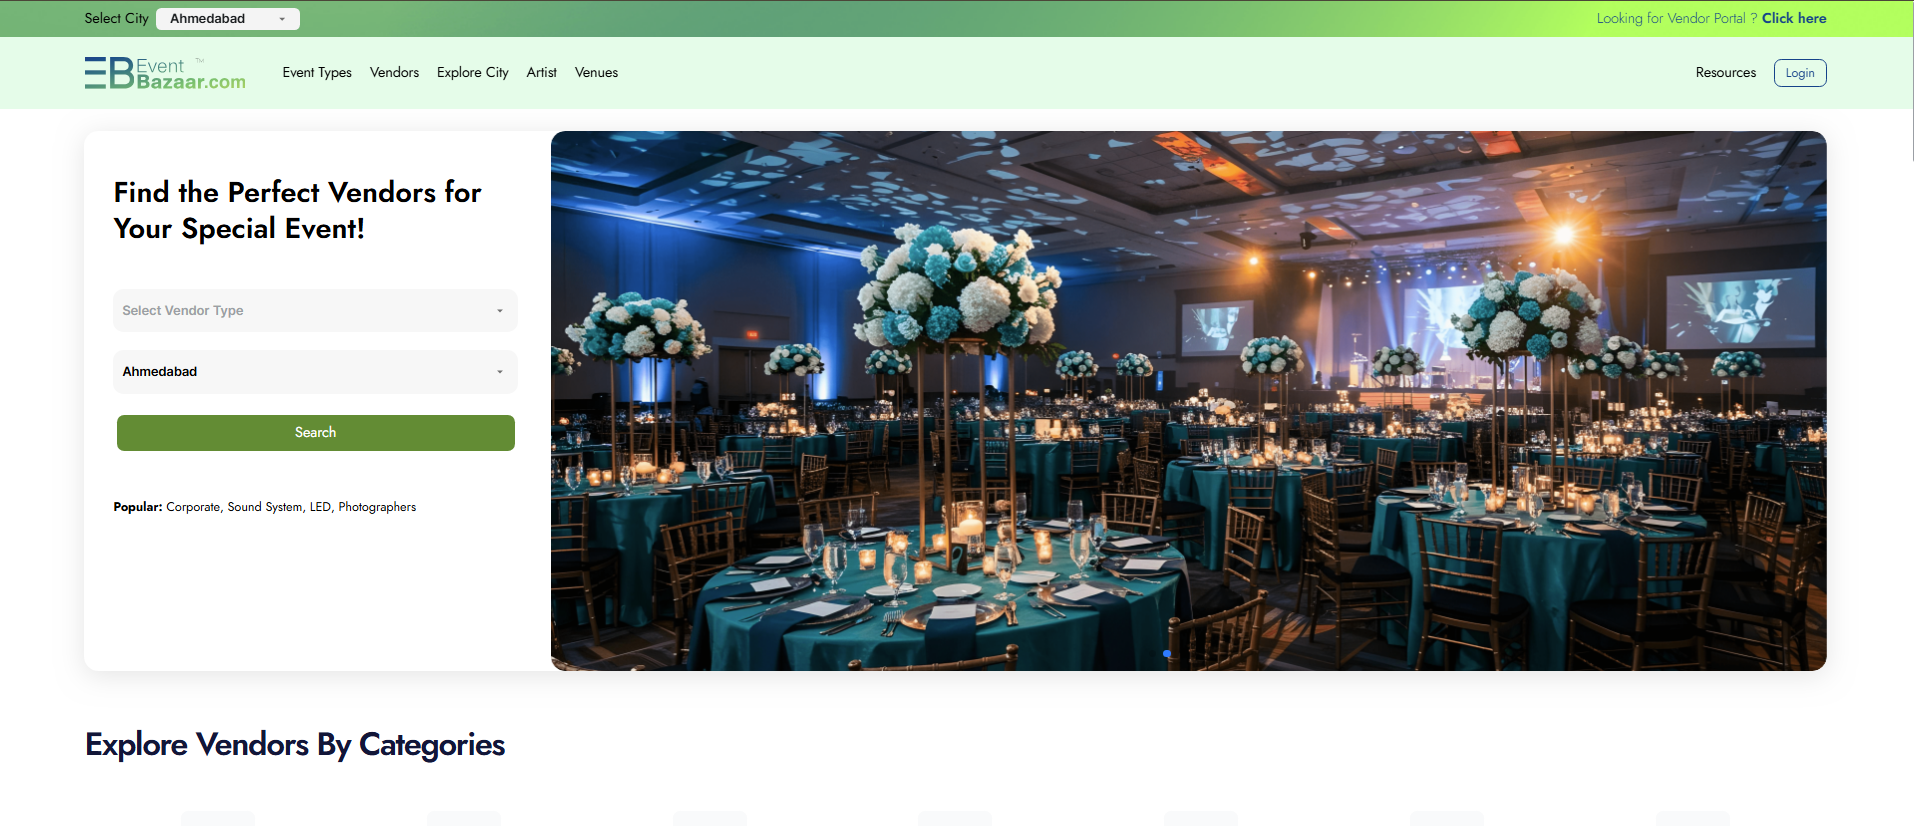 Select City Ahmedabad
Looking for Vendor Portal ? Click here
EB Event ™
Bazaar.com
Event Types Vendors Explore City Artist Venues
Resources Login
Find the Perfect Vendors for
Your Special Event!
Select Vendor Type
Ahmedabad
Search
Popular: Corporate, Sound System, LED, Photographers
Explore Vendors By Categories